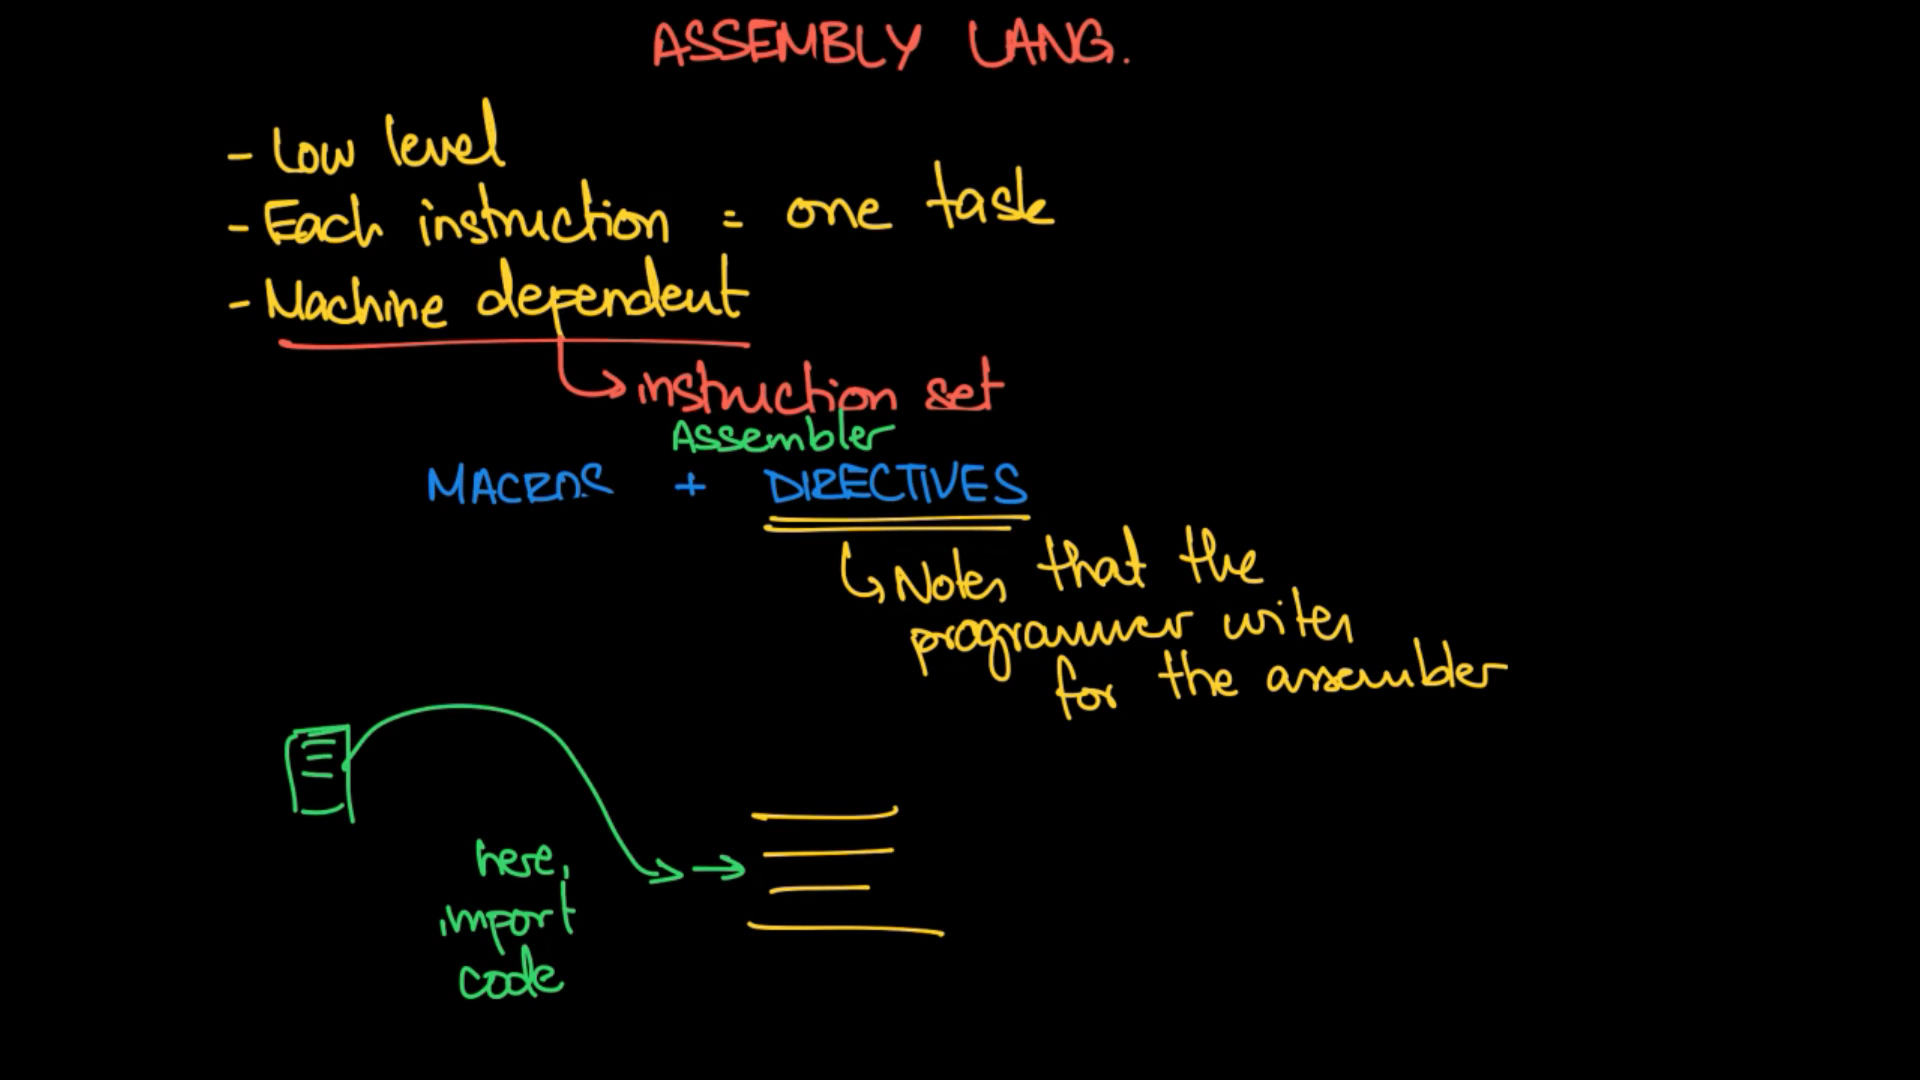 ASSEMBLY LANG.
- Low level
- Each instruction = one task
- Machine dependent
instruction set
Assembler
MACROS + DIRECTIVES
Notes that the
programmer writes
for the assembler
here,
import
code